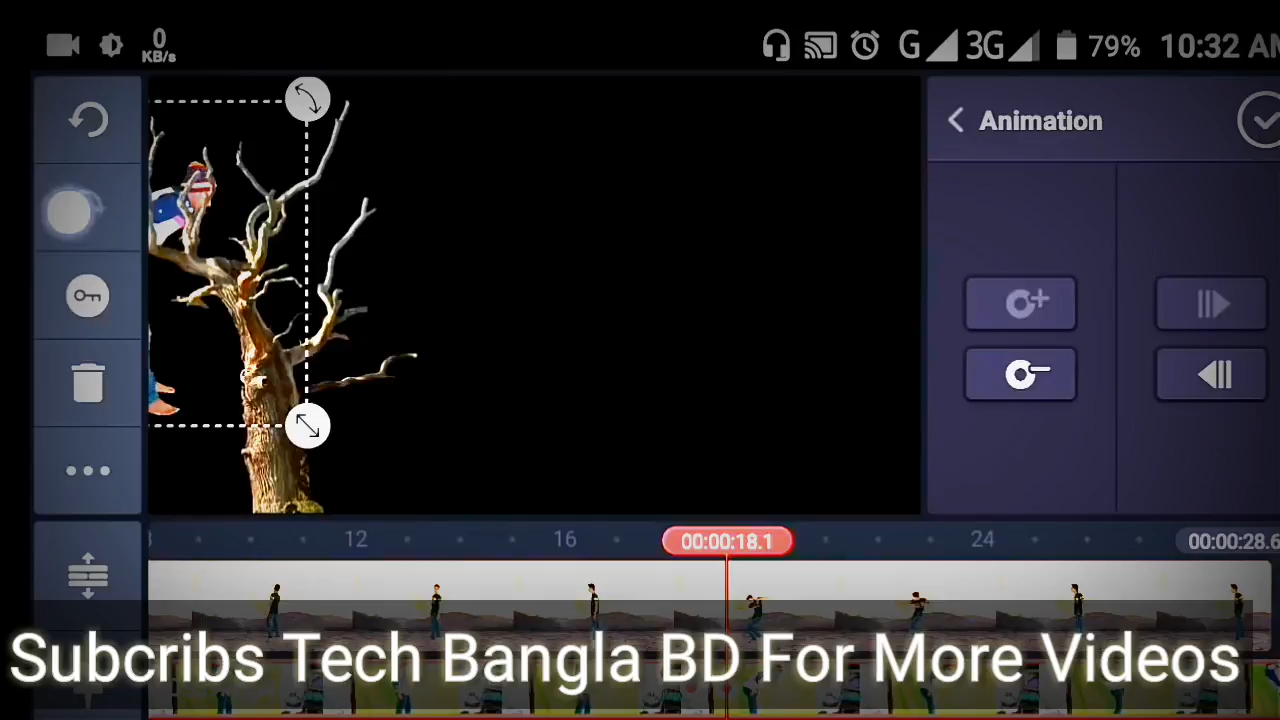 0
KB/s
G 3G 79% 10:32 A
Animation
12 16 00:00:18.1 24 00:00:28.6
Subcribs Tech Bangla BD For More Videos